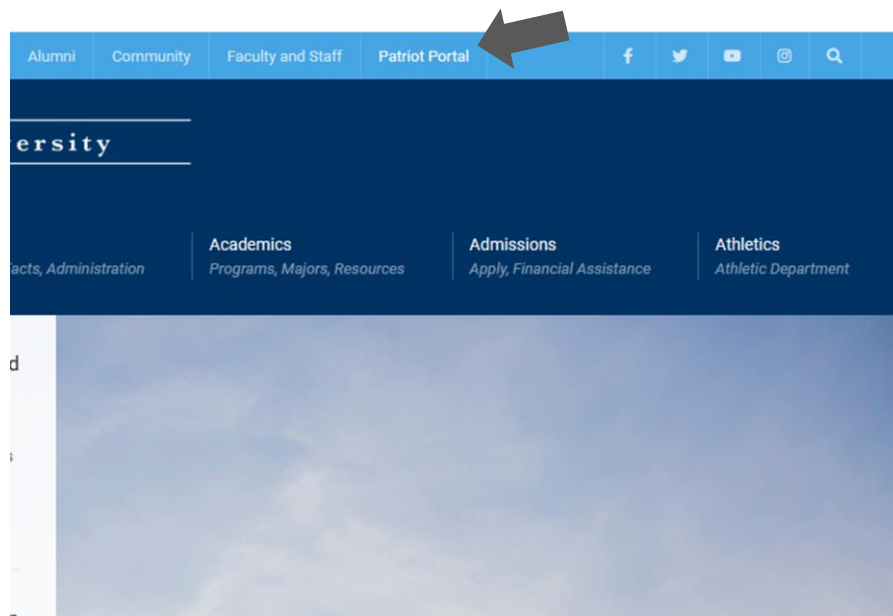 Alumni Community Faculty and Staff Patriot Portal
ersity
Academics Admissions Athletics
acts, Administration Programs, Majors, Resources Apply, Financial Assistance Athletic Department
d
s